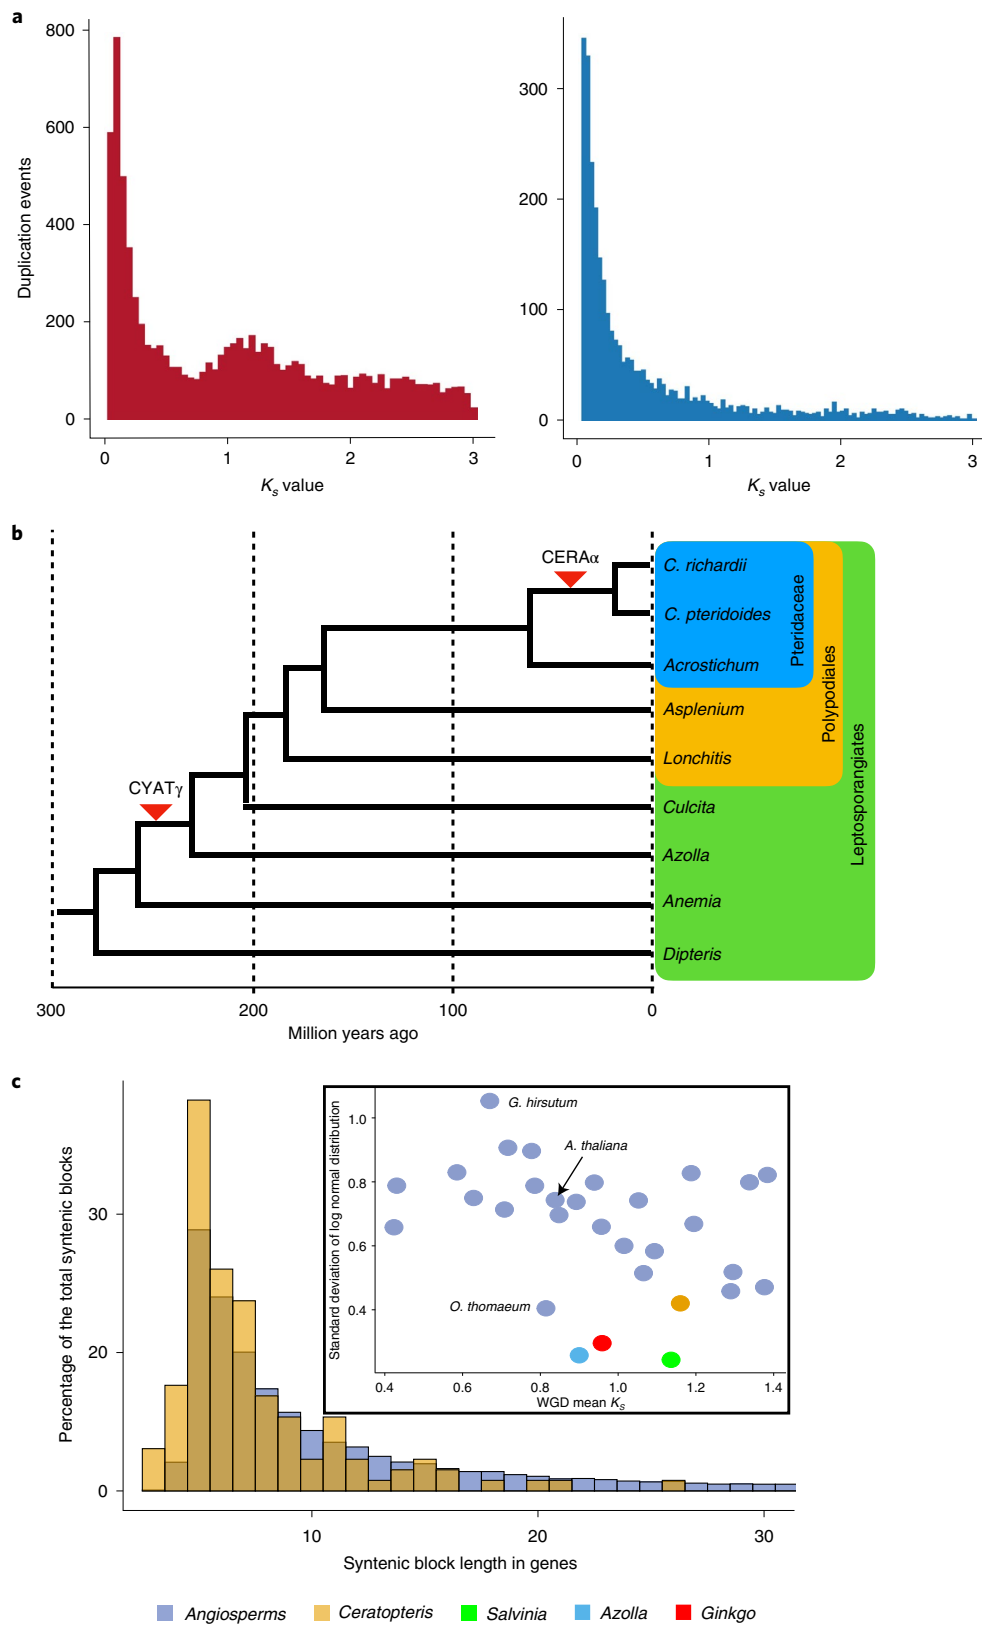 a
800
600
400
200
0
Duplication events
0 1 2 3
Ks value
300
200
100
0
0 1 2 3
Ks value
b
CERAα
CYATγ
C. richardii
C. pteridoides
Acrostichum
Asplenium
Lonchitis
Culcita
Azolla
Anemia
Dipteris
Pteridaceae
Polypodiales
Leptosporangiates
300 200 100 0
Million years ago
c
30
20
0
Percentage of the total syntenic blocks
10 20 30
Syntenic block length in genes
1.0
0.8
0.6
0.4
Standard deviation of log normal distribution
G. hirsutum
A. thaliana
O. thomaeum
0.4 0.6 0.8 1.0 1.2 1.4
WGD mean Ks
Angiosperms Ceratopteris Salvinia Azolla Ginkgo